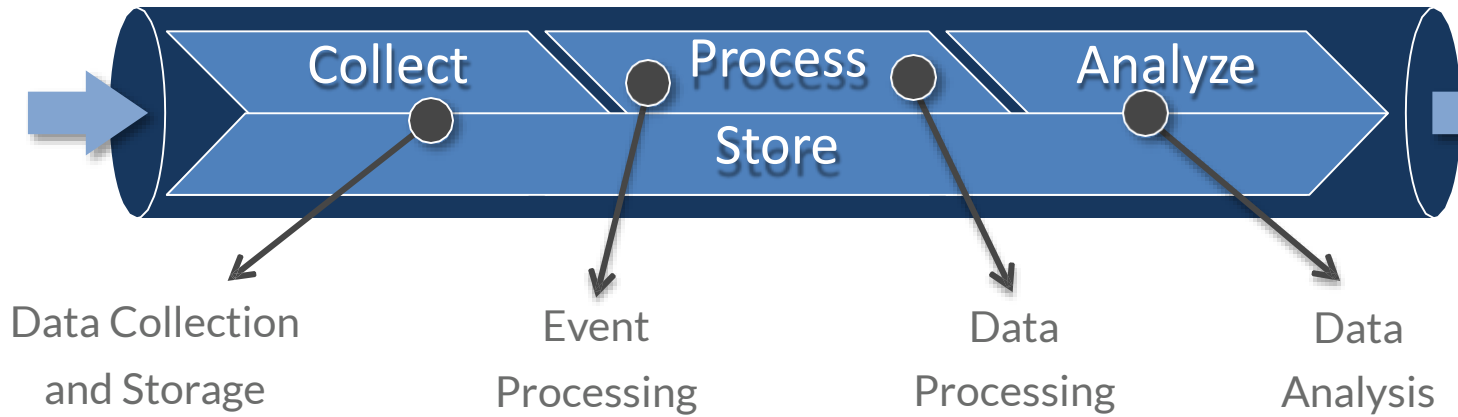 Collect
Process
Analyze
Store
Data Collection
and Storage
Event
Processing
Data
Processing
Data
Analysis